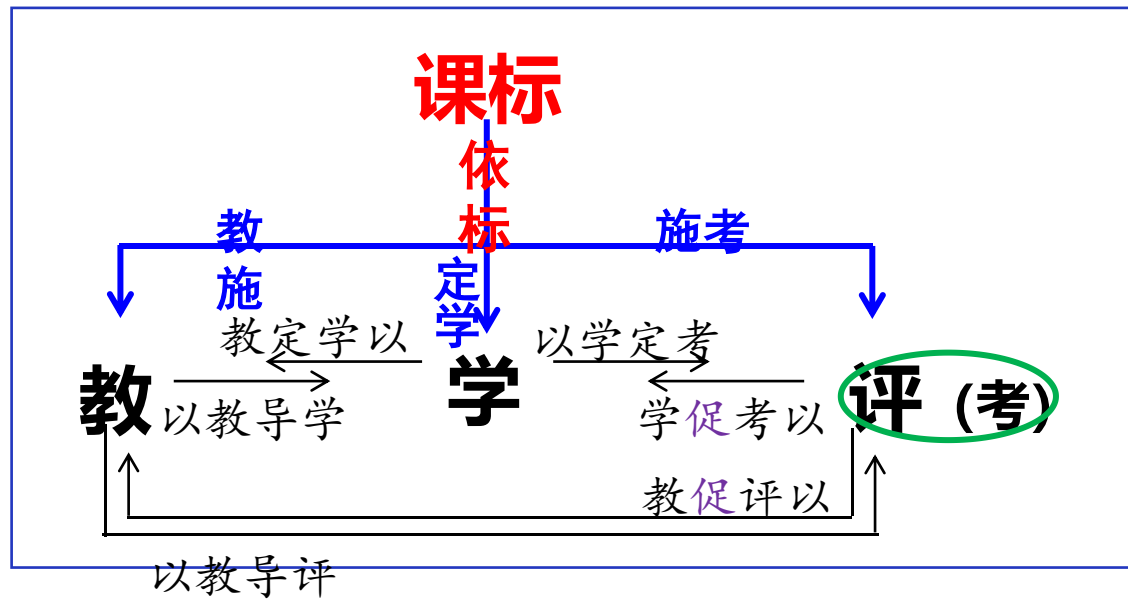 课标
依
标
教
施
施考
定
学
教定学以
以学定考
教
学
评（考）
以教导学
学促考以
教促评以
以教导评